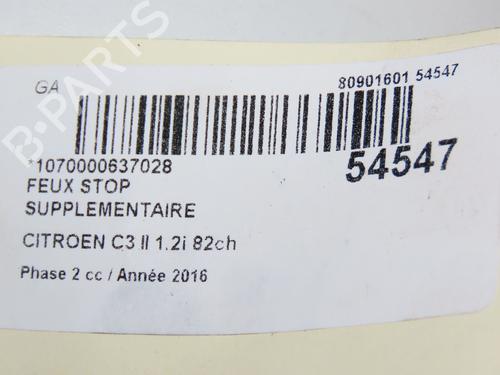 GA
80901601 54547
*1070000637028
54547
FEUX STOP
SUPPLEMENTAIRE
CITROEN C3 II 1.2i 82ch
Phase 2 cc / Année 2016
B-PARTS